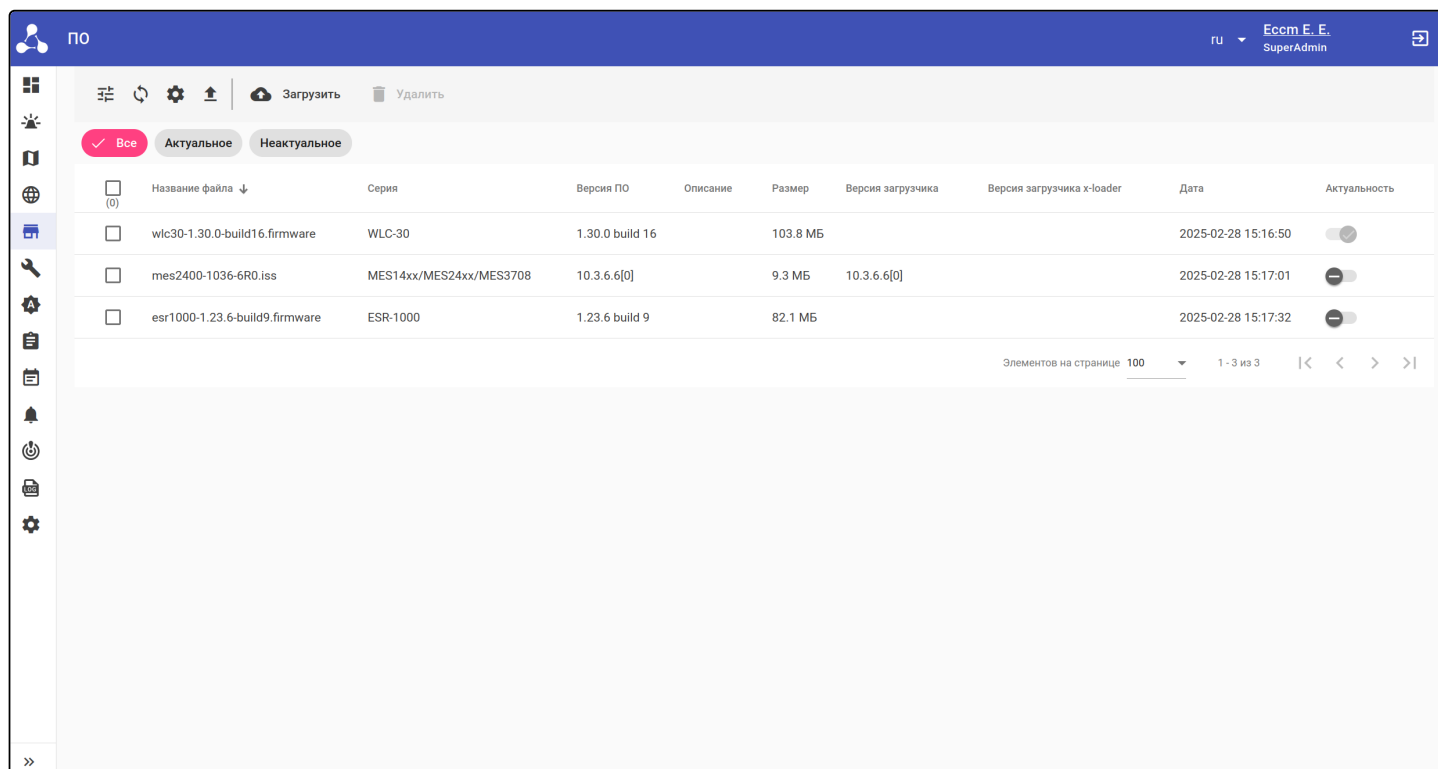 ПО
ru
Eccm E. E.
SuperAdmin
Загрузить
Удалить
Все
Актуальное
Неактуальное
(0)
Название файла
Серия
Версия ПО
Описание
Размер
Версия загрузчика
Версия загрузчика x-loader
Дата
Актуальность
wlc30-1.30.0-build16.firmware WLC-30 1.30.0 build 16 103.8 МБ 2025-02-28 15:16:50
mes2400-1036-6R0.iss MES14xx/MES24xx/MES3708 10.3.6.6[0] 9.3 МБ 10.3.6.6[0] 2025-02-28 15:17:01
esr1000-1.23.6-build9.firmware ESR-1000 1.23.6 build 9 82.1 МБ 2025-02-28 15:17:32
Элементов на странице 100 1 - 3 из 3
A
LOG